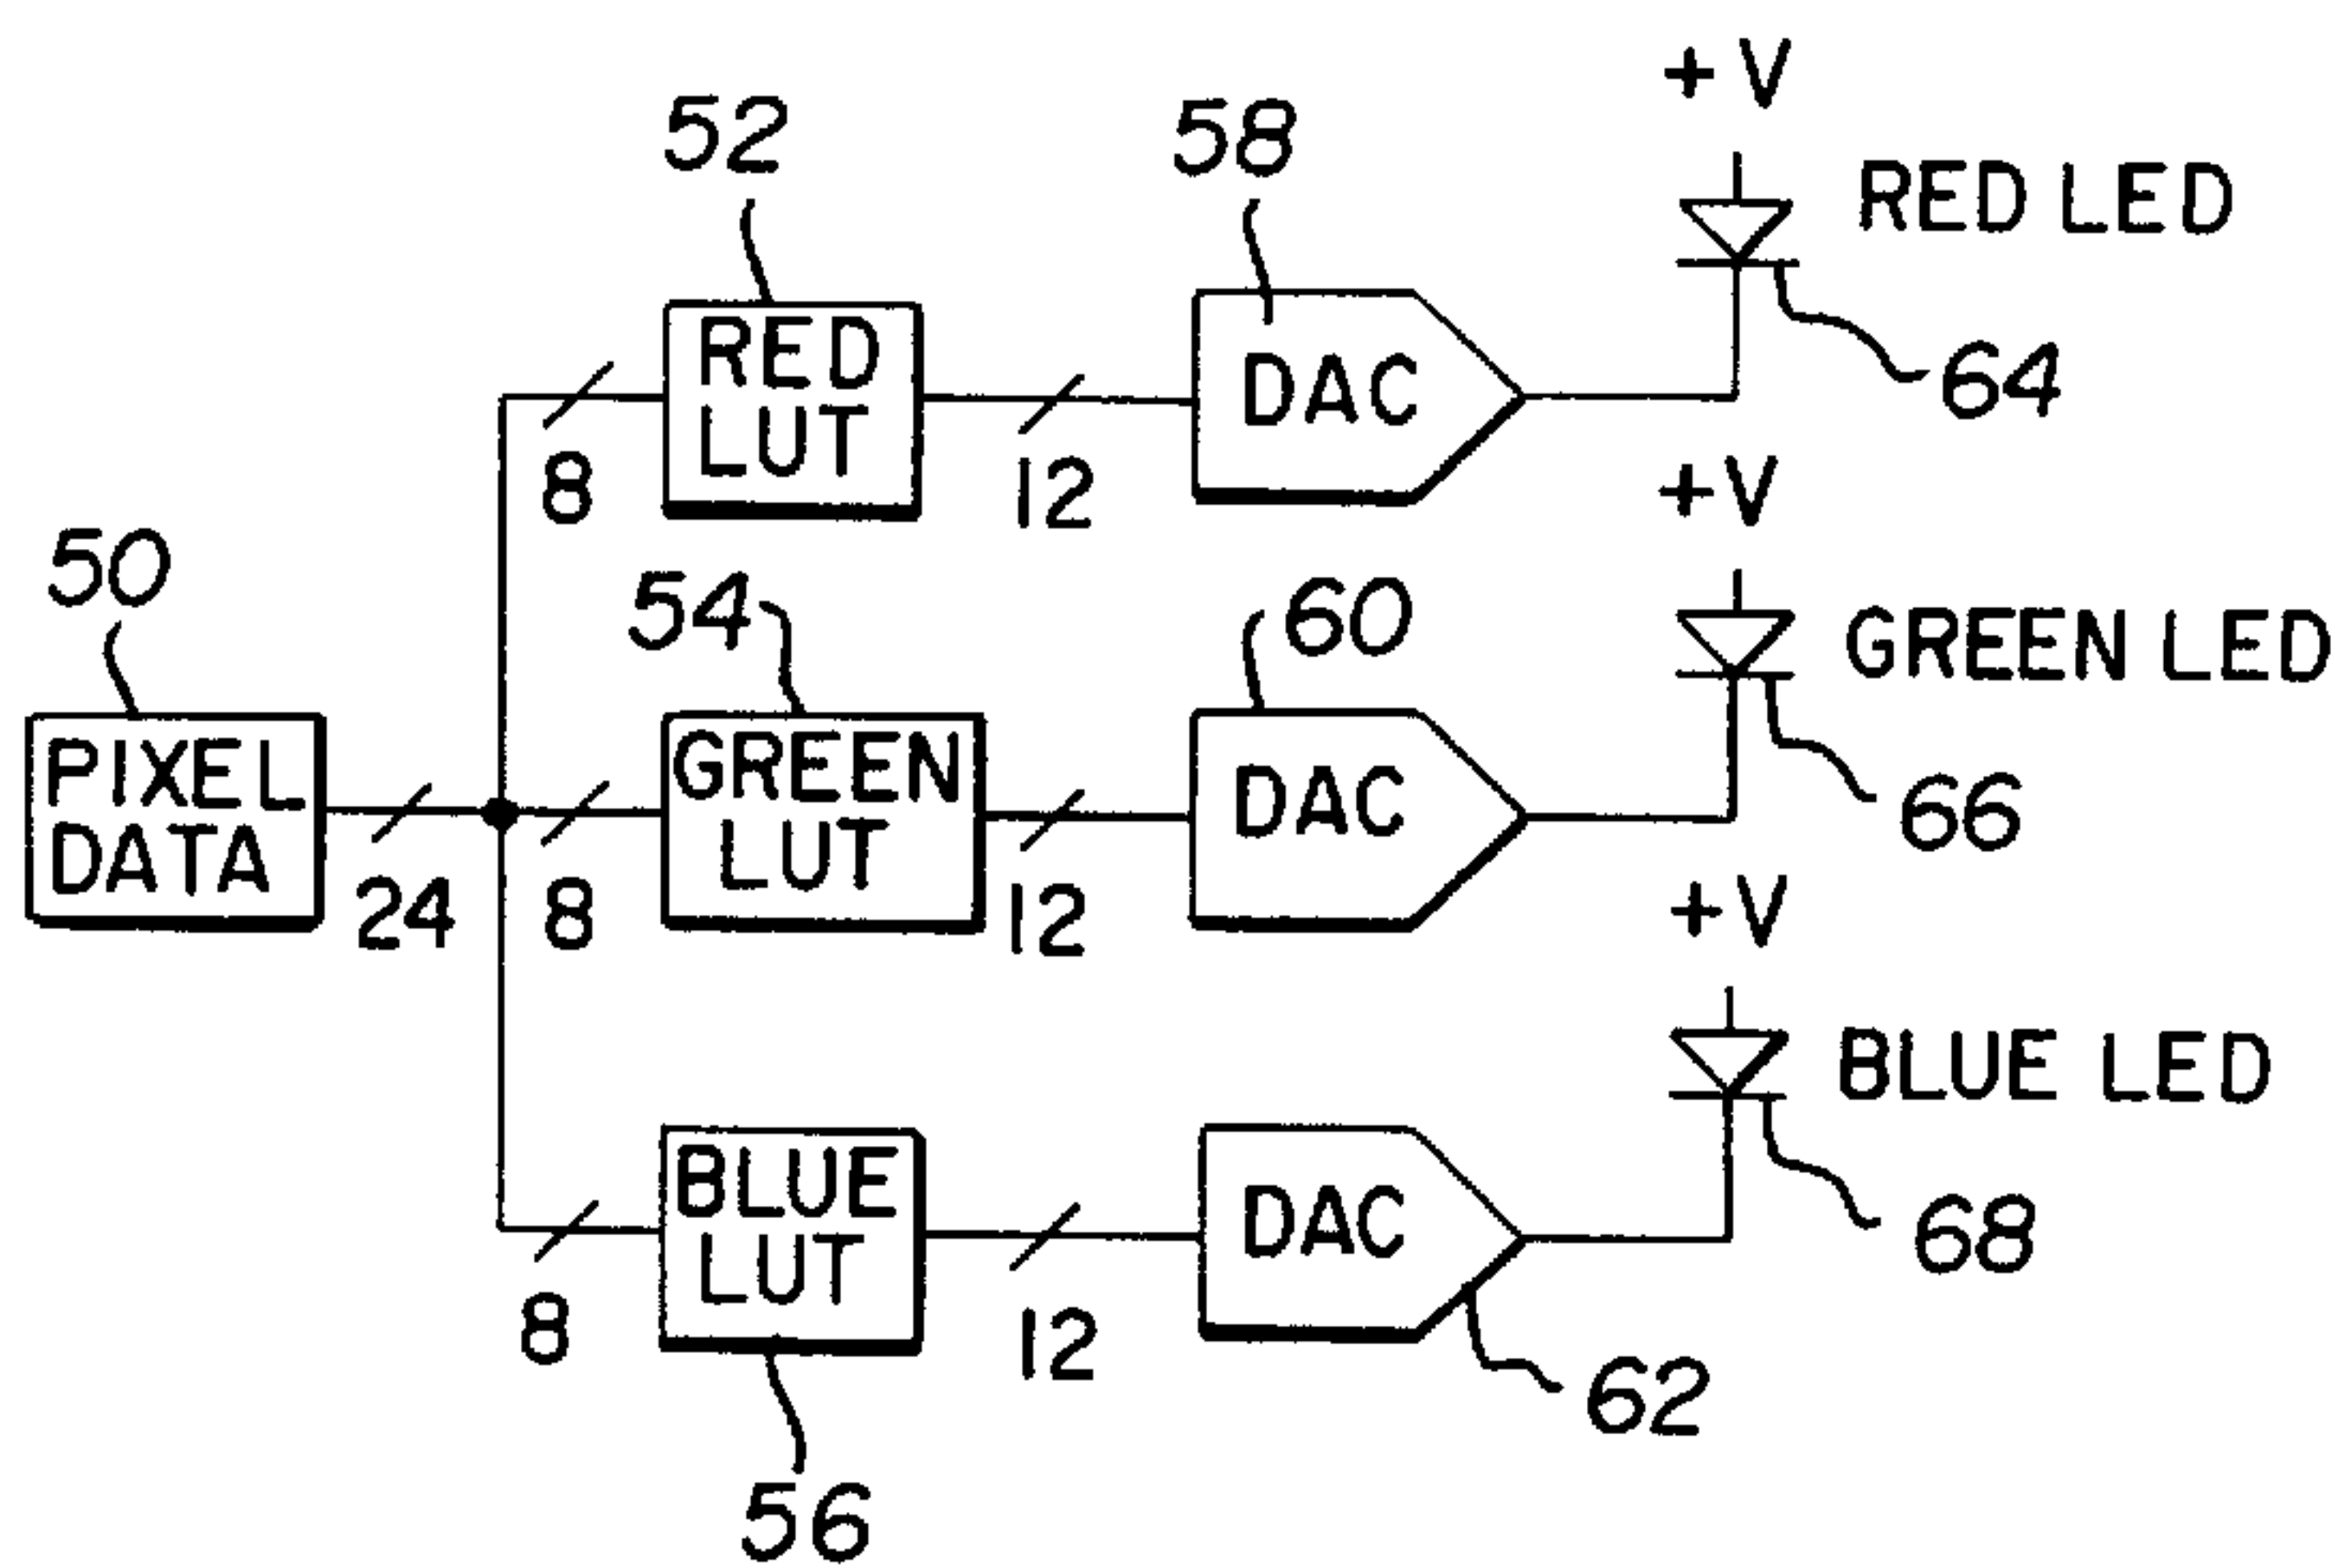 +V
52
58
RED LED
RED
LUT
DAC
64
8
12
+V
50
54
60
GREEN LED
PIXEL
DATA
GREEN
LUT
DAC
66
24
8
12
+V
BLUE LED
BLUE
LUT
DAC
68
8
12
62
56